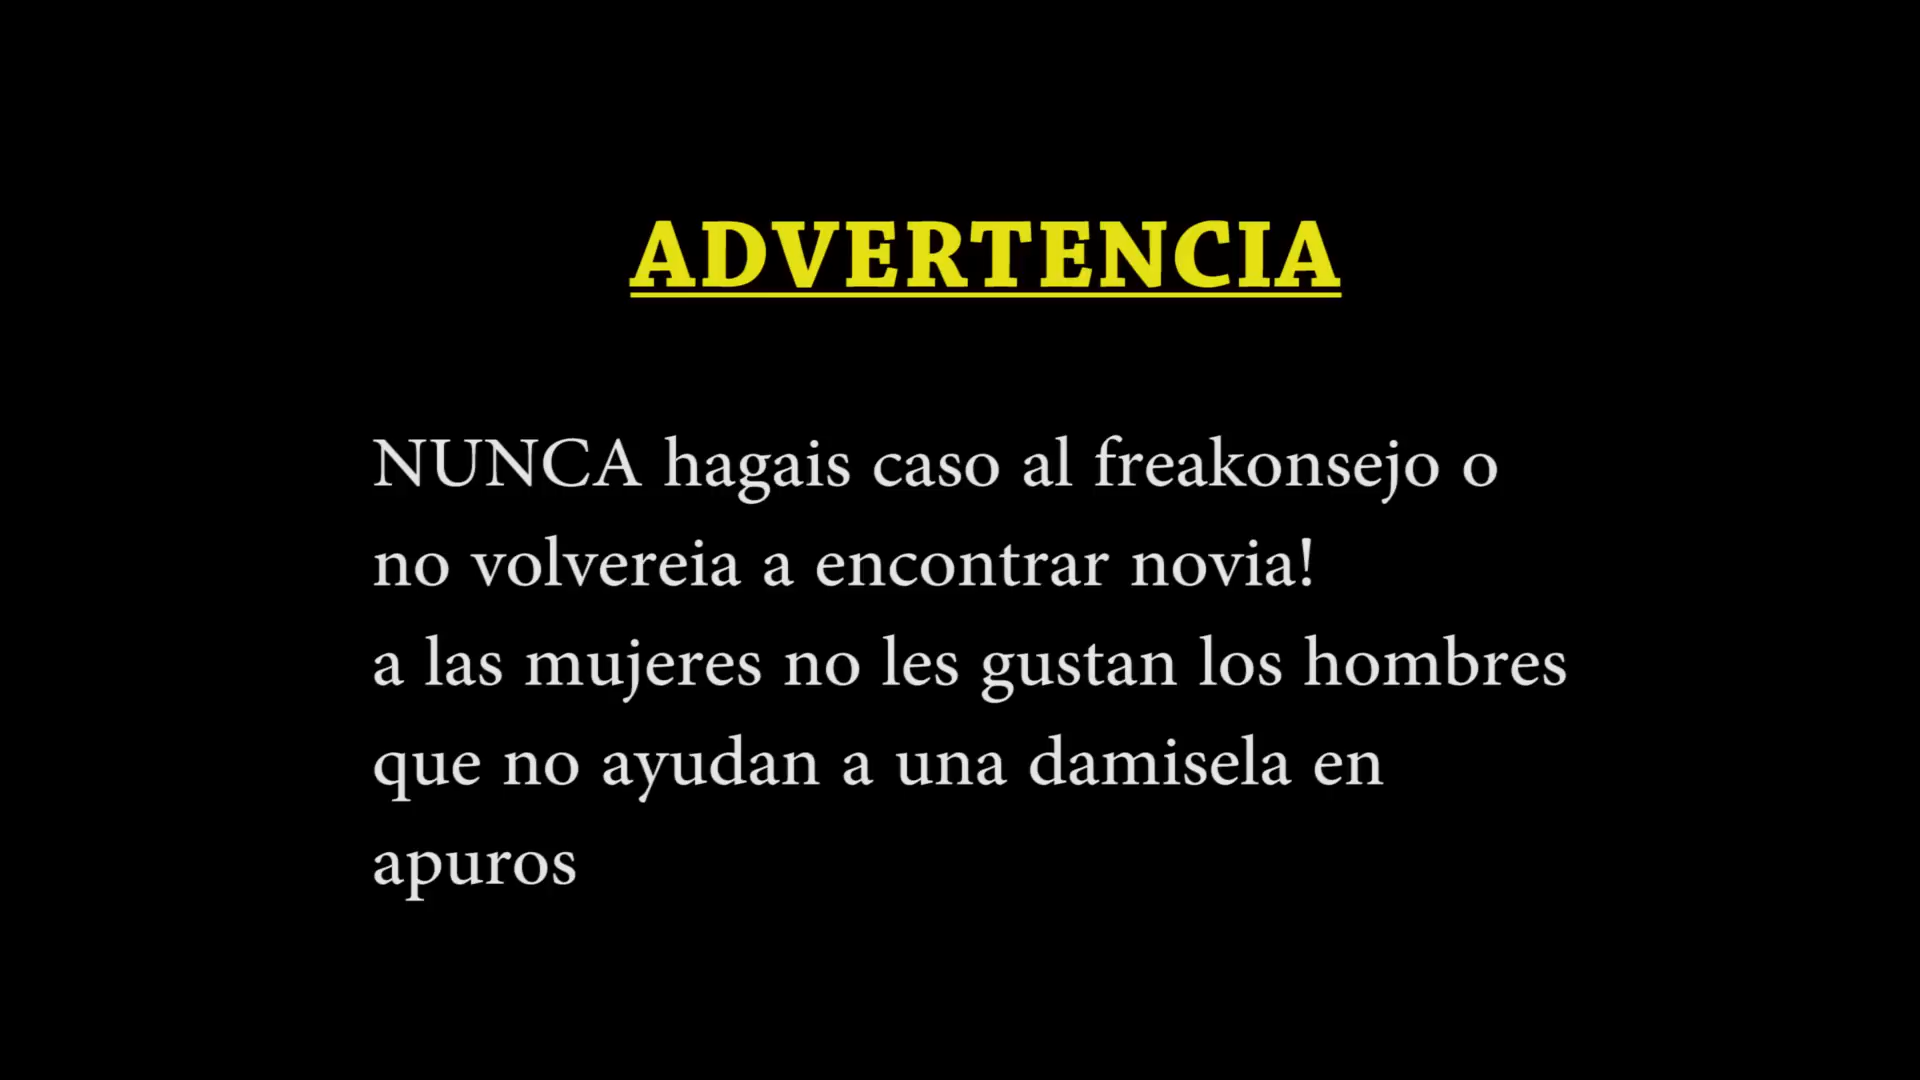 ADVERTENCIA
NUNCA hagais caso al freakonsejo o
no volvereia a encontrar novia!
a las mujeres no les gustan los hombres
que no ayudan a una damisela en
apuros